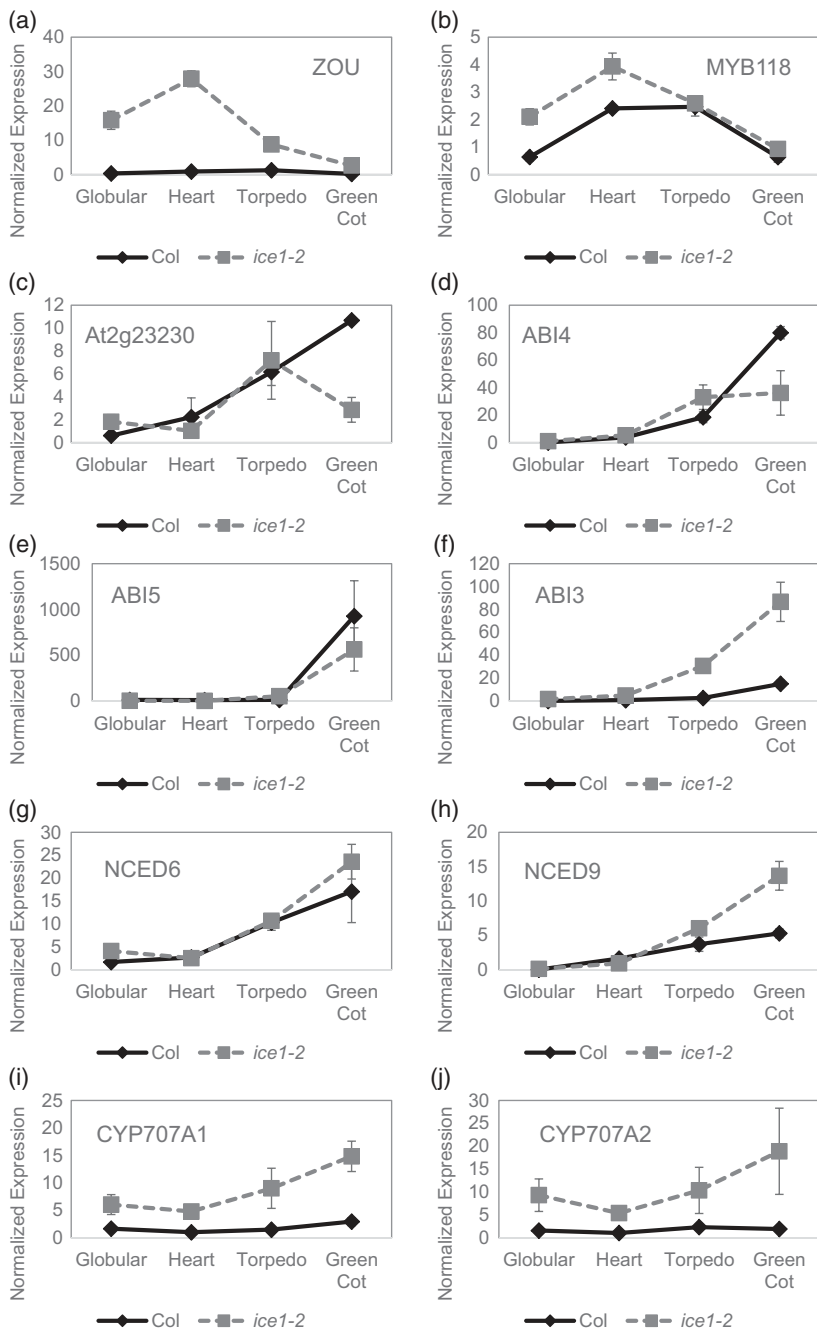 (a)
Normalized Expression
40
30
20
10
0
ZOU
Globular Heart Torpedo Green Cot
Col ice1-2
(b)
Normalized Expression
5
4
3
2
1
0
MYB118
Globular Heart Torpedo Green Cot
Col ice1-2
(c)
Normalized Expression
12
10
8
6
4
2
0
At2g23230
Globular Heart Torpedo Green Cot
Col ice1-2
(d)
Normalized Expression
100
80
60
40
20
0
ABI4
Globular Heart Torpedo Green Cot
Col ice1-2
(e)
Normalized Expression
1500
1000
500
0
ABI5
Globular Heart Torpedo Green Cot
Col ice1-2
(f)
Normalized Expression
120
100
80
60
40
20
0
ABI3
Globular Heart Torpedo Green Cot
Col ice1-2
(g)
Normalized Expression
30
25
20
15
10
5
0
NCED6
Globular Heart Torpedo Green Cot
Col ice1-2
(h)
Normalized Expression
20
15
10
5
0
NCED9
Globular Heart Torpedo Green Cot
Col ice1-2
(i)
Normalized Expression
25
20
15
10
5
0
CYP707A1
Globular Heart Torpedo Green Cot
Col ice1-2
(j)
Normalized Expression
30
25
20
15
10
5
0
CYP707A2
Globular Heart Torpedo Green Cot
Col ice1-2